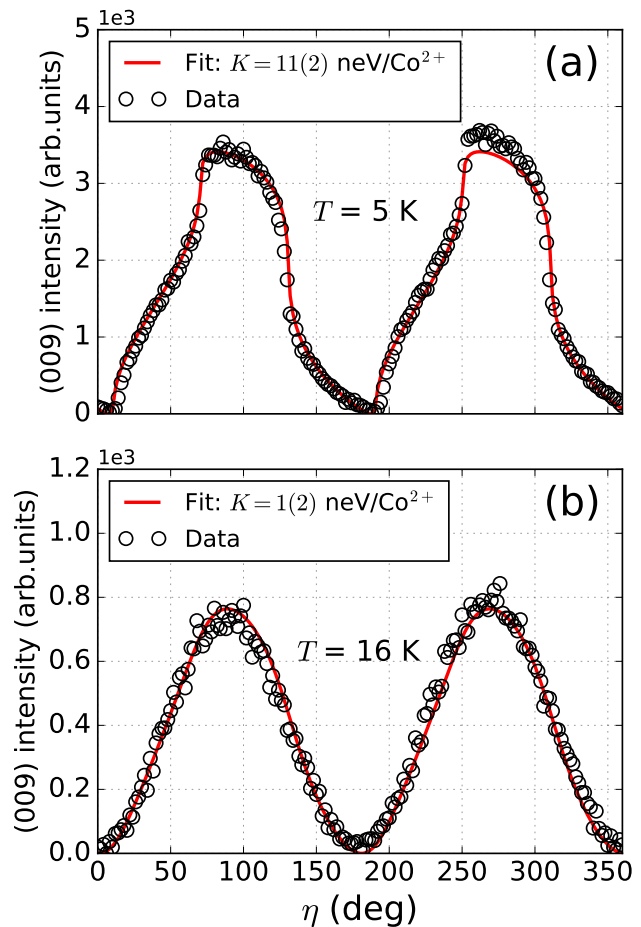 1e3
5
Fit: K=11(2) neV/Co²⁺
Data
(a)
4
3
T = 5 K
2
1
0
(009) intensity (arb.units)
1e3
1.2
Fit: K=1(2) neV/Co²⁺
Data
(b)
1.0
0.8
T = 16 K
0.6
0.4
0.2
0.0
(009) intensity (arb.units)
0 50 100 150 200 250 300 350
η (deg)